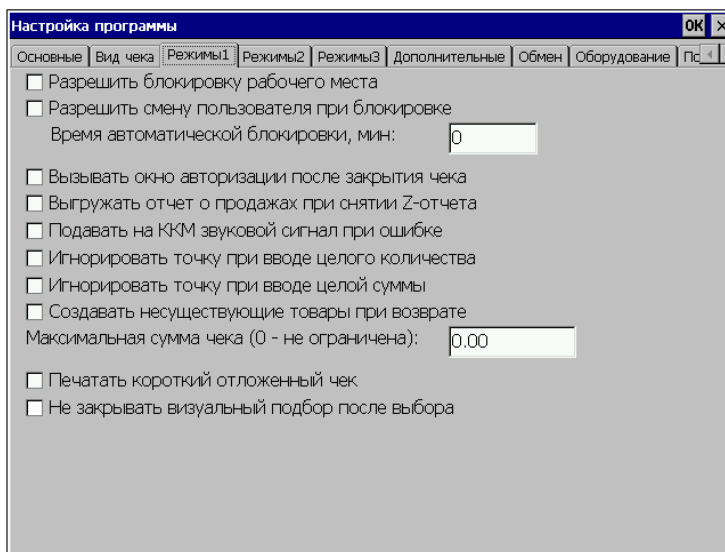 Настройка программы OK ×
Основные Вид чека Режимы1 Режимы2 Режимы3 Дополнительные Обмен Оборудование
Разрешить блокировку рабочего места
Разрешить смену пользователя при блокировке
Время автоматической блокировки, мин: 0
Вызывать окно авторизации после закрытия чека
Выгружать отчет о продажах при снятии Z-отчета
Подавать на ККМ звуковой сигнал при ошибке
Игнорировать точку при вводе целого количества
Игнорировать точку при вводе целой суммы
Создавать несуществующие товары при возврате
Максимальная сумма чека (0 - не ограничена): 0.00
Печатать короткий отложенный чек
Не закрывать визуальный подбор после выбора